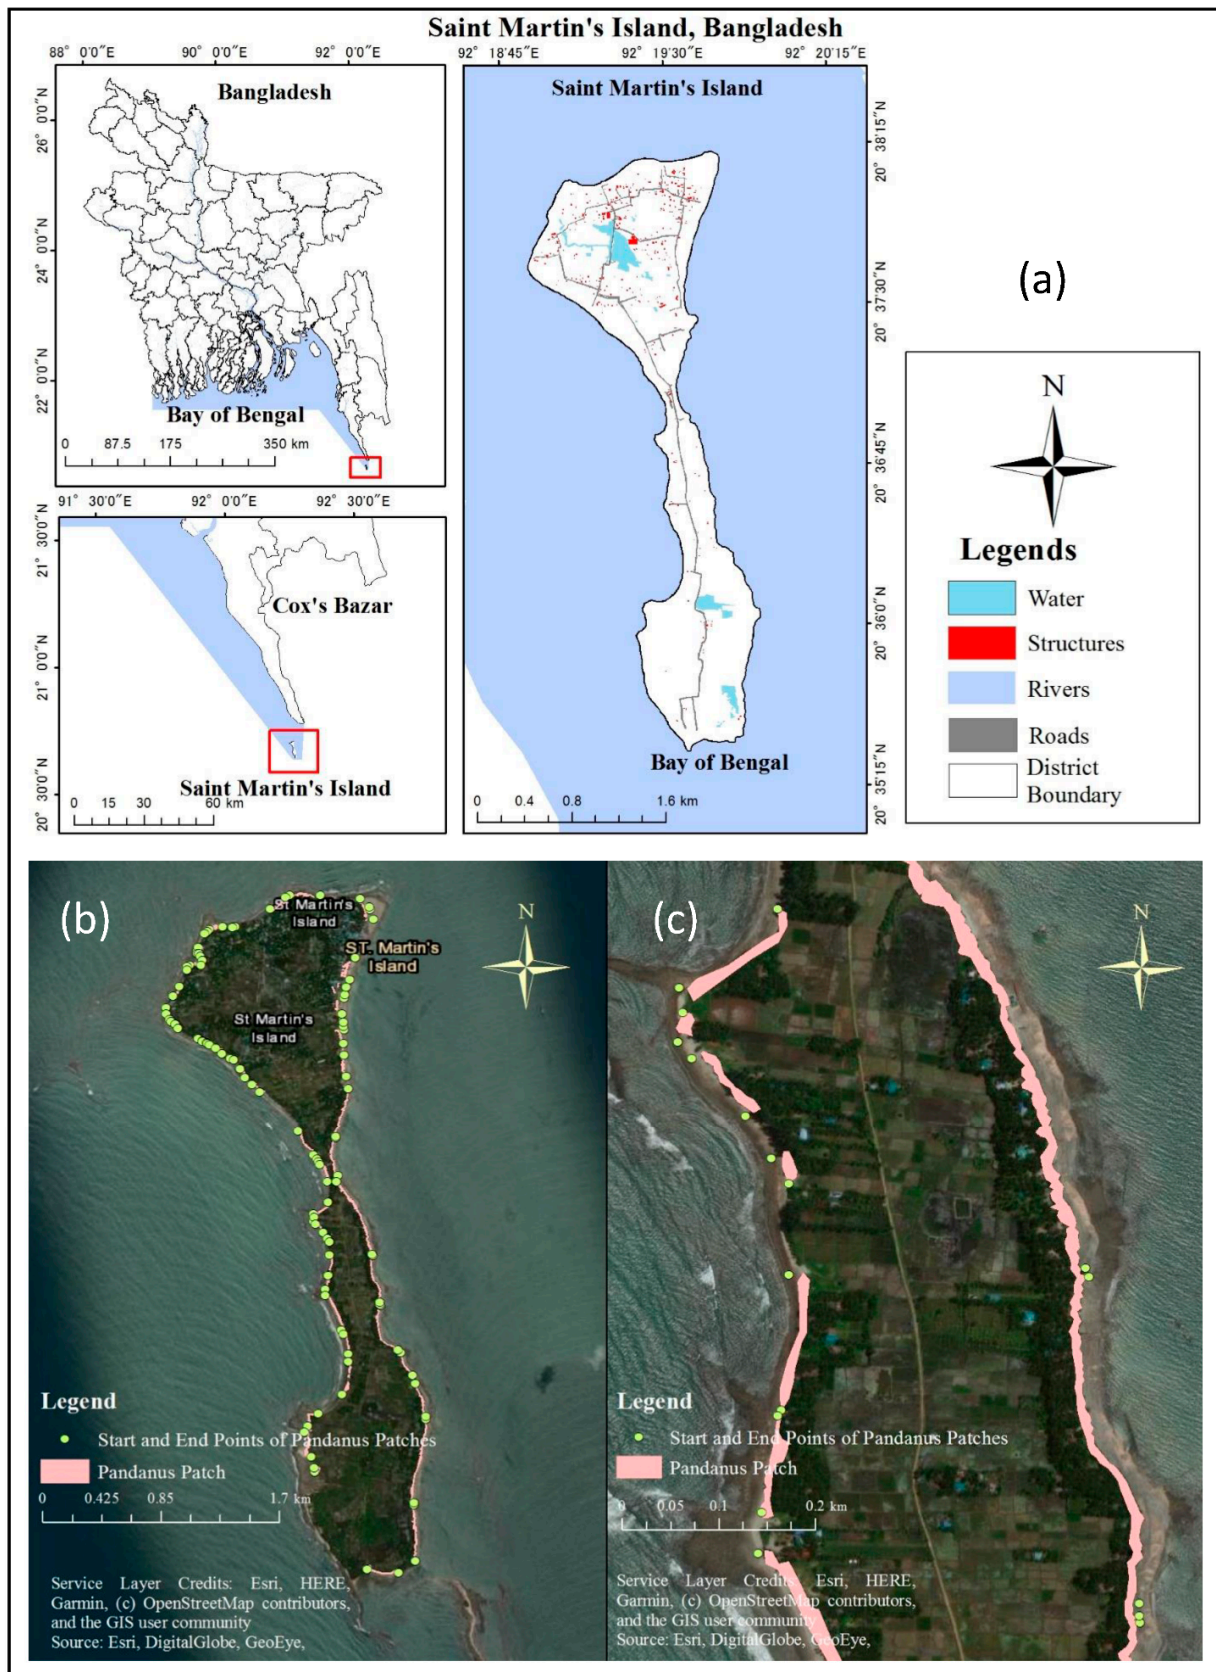 Saint Martin's Island, Bangladesh
88° 0'0"E
90° 0'0"E
92° 0'0"E
92° 18'45"E
92° 19'30"E
92° 20'15"E
Bangladesh
26° 0'0"N
24° 0'0"N
22° 0'0"N
Bay of Bengal
0 87.5 175 350 km
91° 30'0"E
92° 0'0"E
92° 30'0"E
21° 30'0"N
21° 0'0"N
20° 30'0"N
Cox's Bazar
Saint Martin's Island
0 15 30 60 km
Saint Martin's Island
20° 38'15"N
20° 37'30"N
20° 36'45"N
20° 36'0"N
20° 35'15"N
Bay of Bengal
0 0.4 0.8 1.6 km
(a)
N
Legends
Water
Structures
Rivers
Roads
District
Boundary
(b)
St Martin's
Island
ST. Martin's
Island
St Martin's
Island
N
Legend
Start and End Points of Pandanus Patches
Pandanus Patch
0 0.425 0.85 1.7 km
Service Layer Credits: Esri, HERE,
Garmin, (c) OpenStreetMap contributors,
and the GIS user community
Source: Esri, DigitalGlobe, GeoEye,
(c)
N
Legend
Start and End Points of Pandanus Patches
Pandanus Patch
0 0.05 0.1 0.2 km
Service Layer Credits: Esri, HERE,
Garmin, (c) OpenStreetMap contributors,
and the GIS user community
Source: Esri, DigitalGlobe, GeoEye,